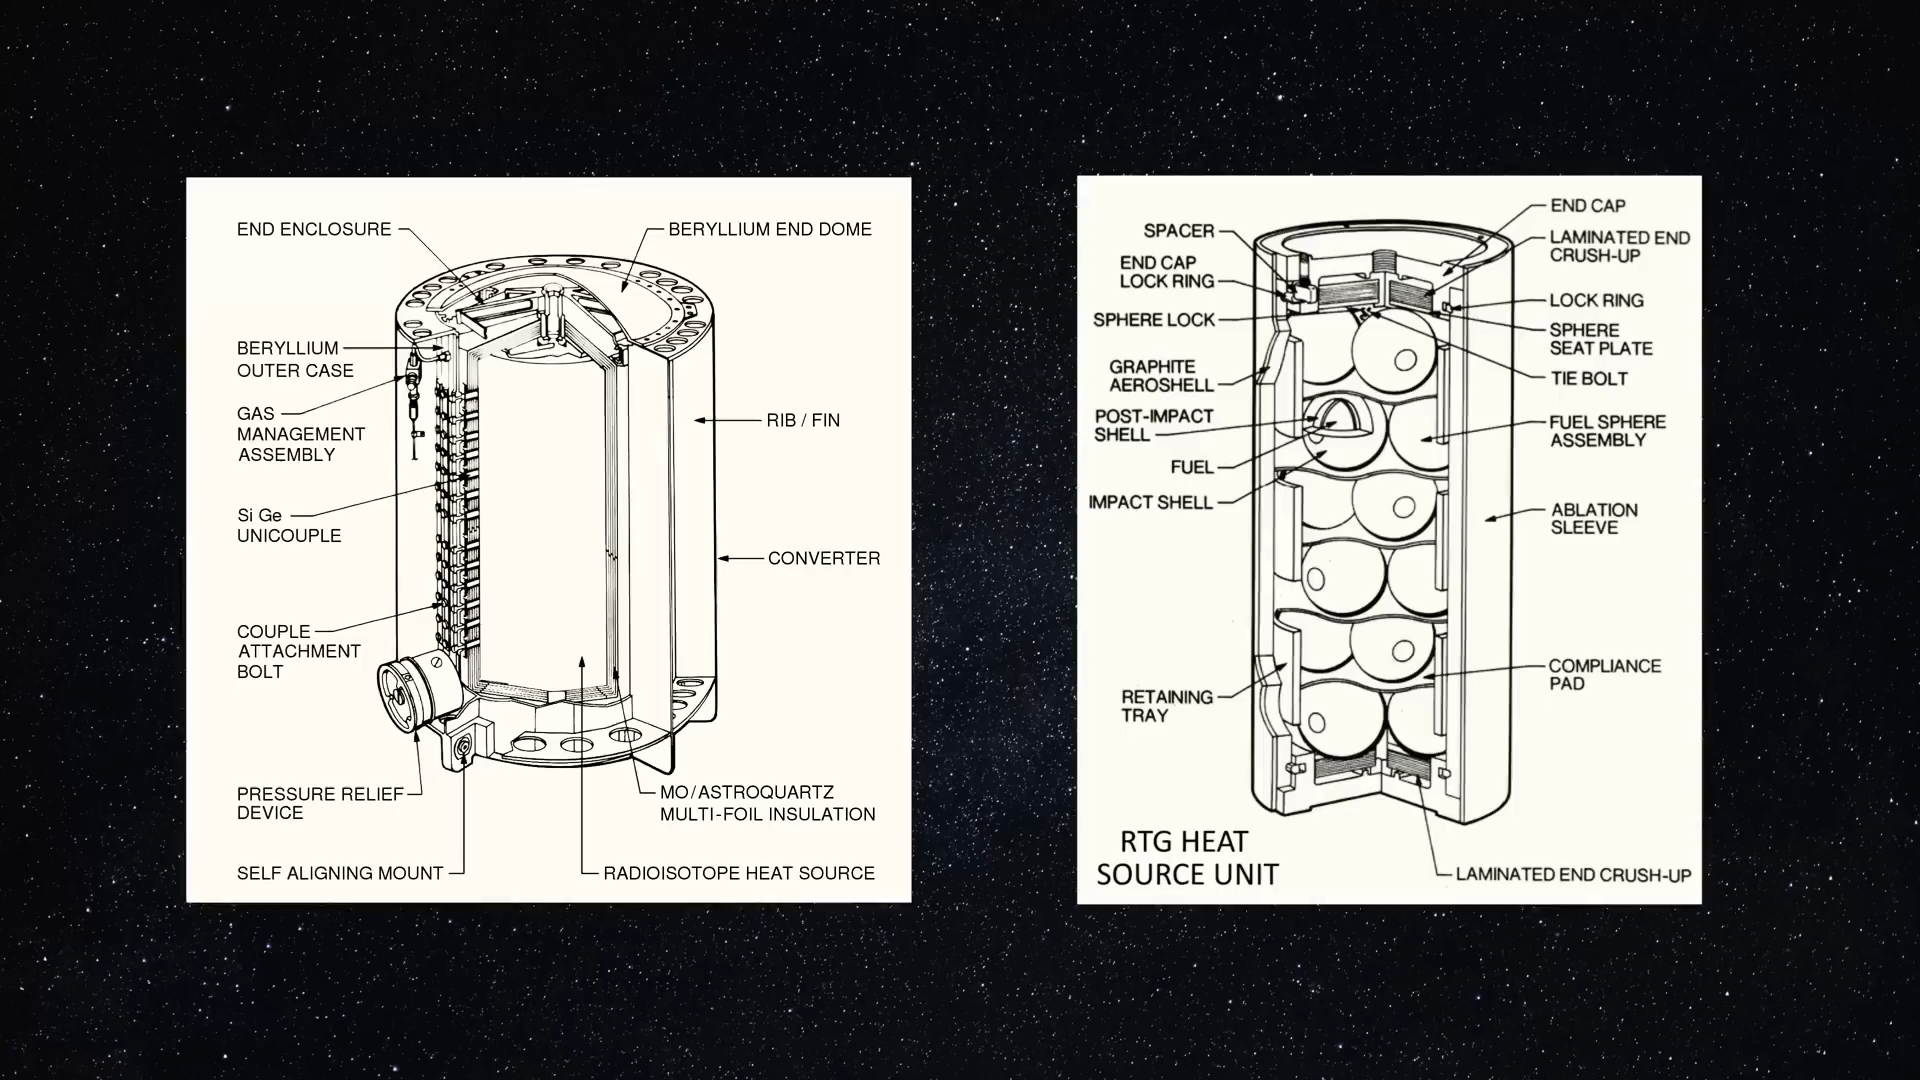 END ENCLOSURE
BERYLLIUM END DOME
BERYLLIUM
OUTER CASE
GAS
MANAGEMENT
ASSEMBLY
RIB / FIN
Si Ge
UNICOUPLE
CONVERTER
COUPLE
ATTACHMENT
BOLT
PRESSURE RELIEF
DEVICE
MO/ASTROQUARTZ
MULTI-FOIL INSULATION
SELF ALIGNING MOUNT
RADIOISOTOPE HEAT SOURCE
SPACER
END CAP
LOCK RING
SPHERE LOCK
GRAPHITE
AEROSHELL
POST-IMPACT
SHELL
FUEL
IMPACT SHELL
RETAINING
TRAY
END CAP
LAMINATED END
CRUSH-UP
LOCK RING
SPHERE
SEAT PLATE
TIE BOLT
FUEL SPHERE
ASSEMBLY
ABLATION
SLEEVE
COMPLIANCE
PAD
LAMINATED END CRUSH-UP
RTG HEAT
SOURCE UNIT